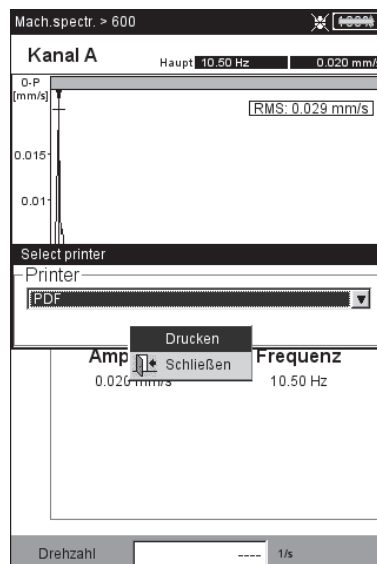 Mach.spectr. > 600 100%
Kanal A
Haupt 10.50 Hz 0.020 mm/s
0-P
[mm/s]
RMS: 0.029 mm/s
0.015
0.01
Select printer
Printer
PDF
Drucken
Schließen
Frequenz
0.020 mm/s 10.50 Hz
Drehzahl ---- 1/s